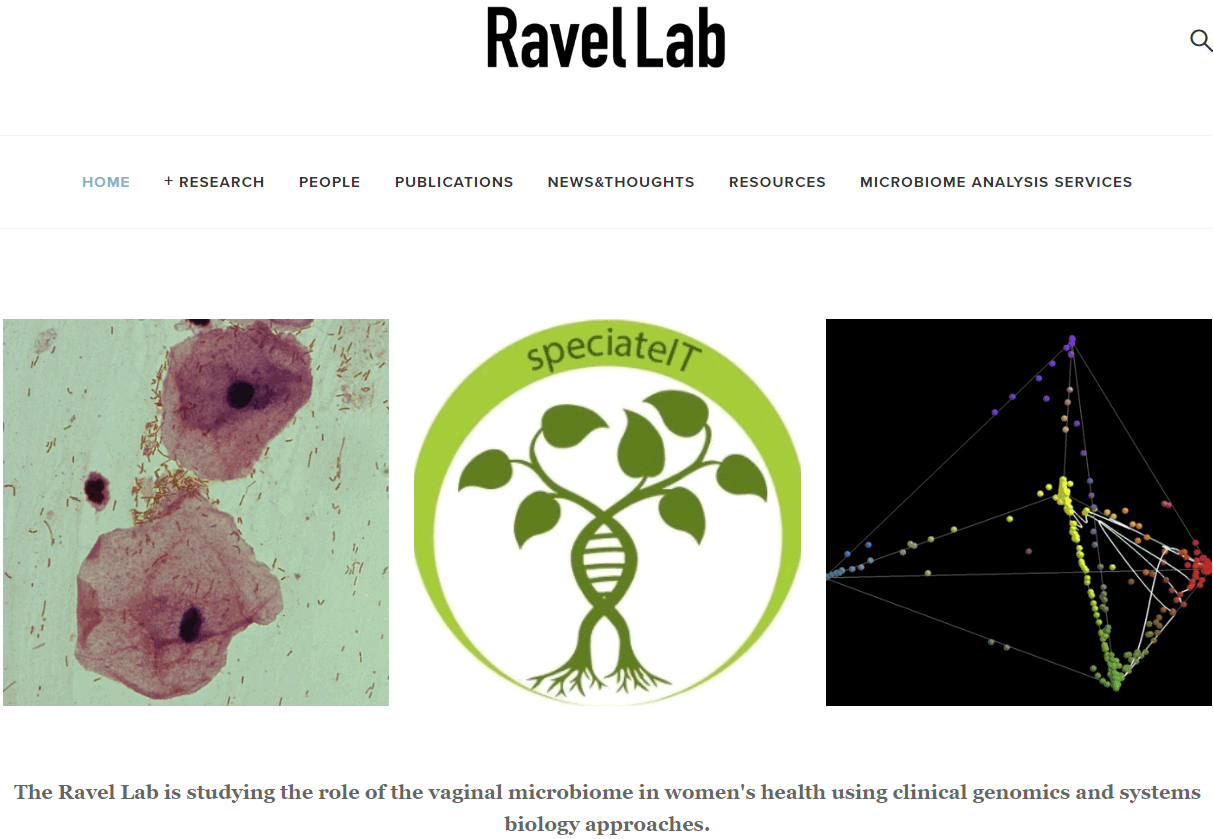 Ravel Lab
HOME + RESEARCH PEOPLE PUBLICATIONS NEWS&THOUGHTS RESOURCES MICROBIOME ANALYSIS SERVICES
speciateIT
The Ravel Lab is studying the role of the vaginal microbiome in women's health using clinical genomics and systems
biology approaches.